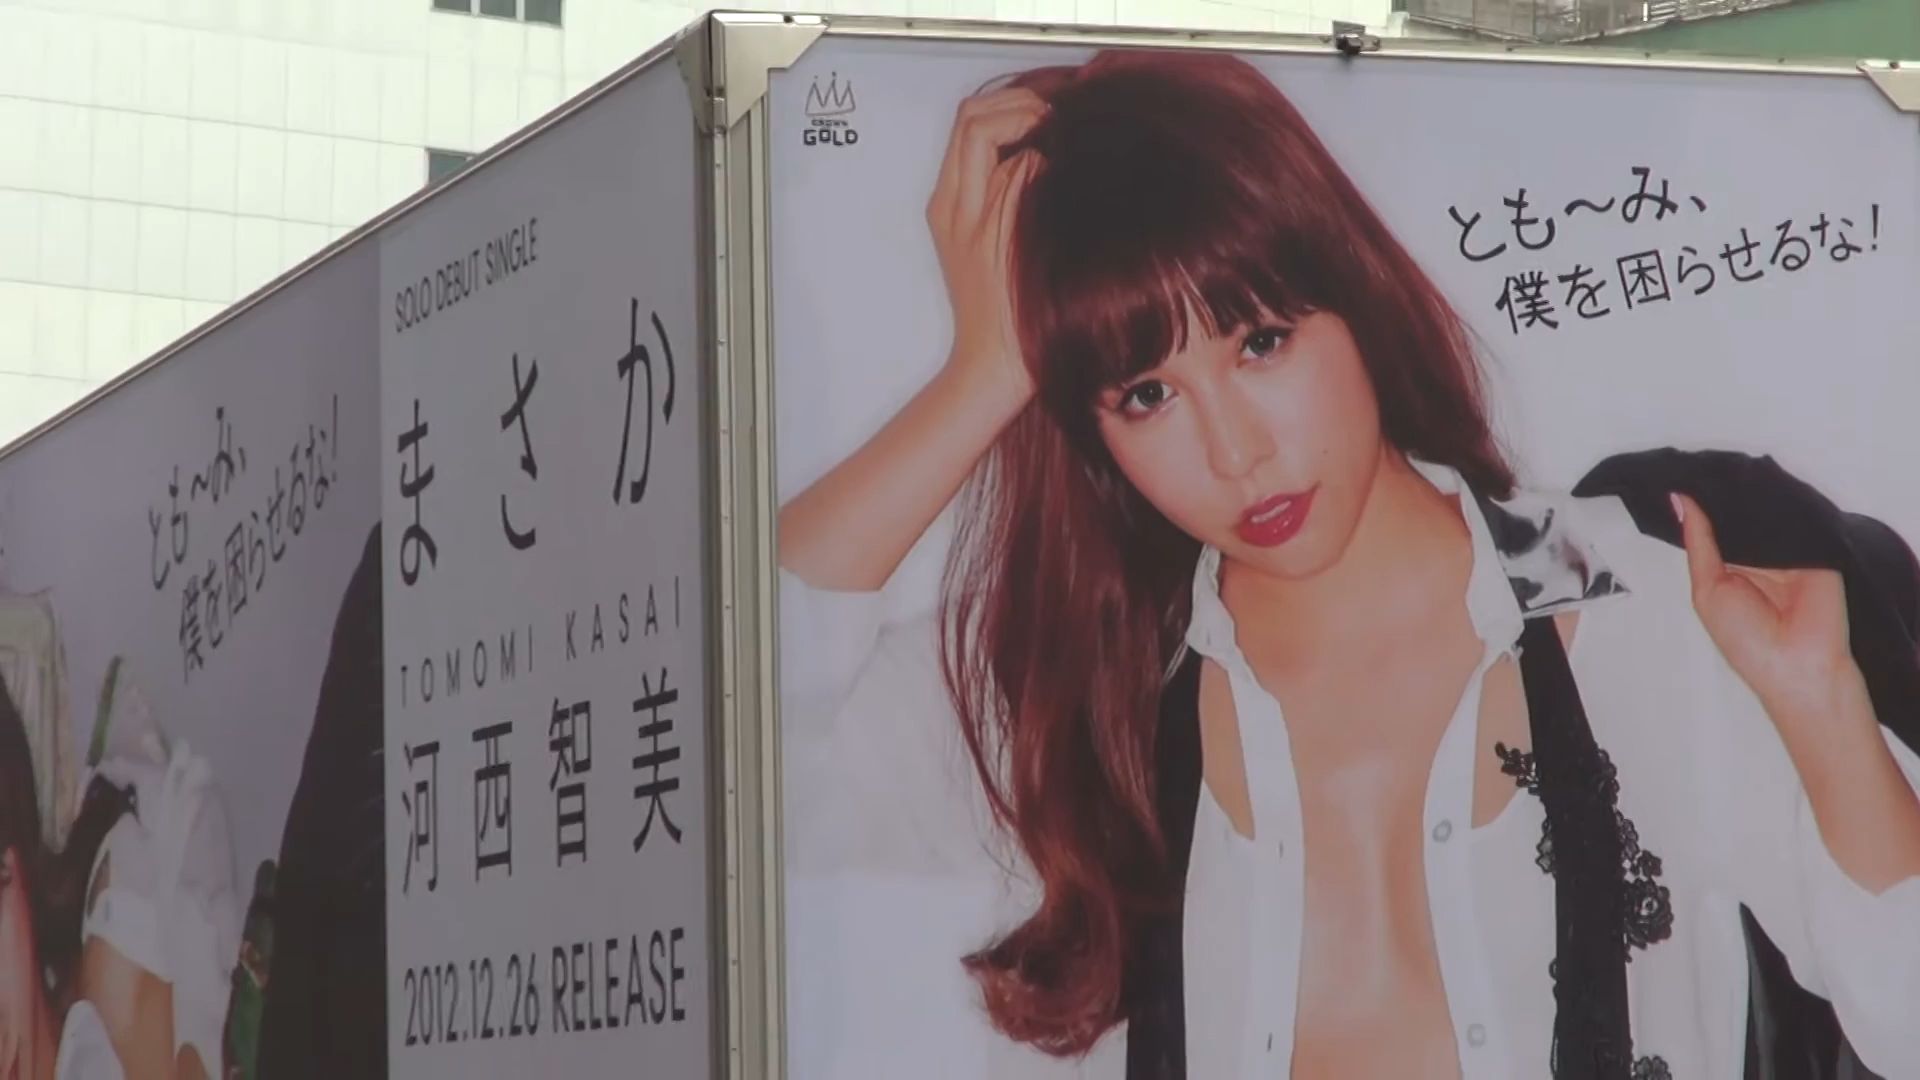 とも～み、
僕を困らせるな!
SOLO DEBUT SINGLE
まさか
TOMOMI KASAI
河西智美
2012.12.26 RELEASE
CROWN
GOLD
とも～み、
僕を困らせるな!